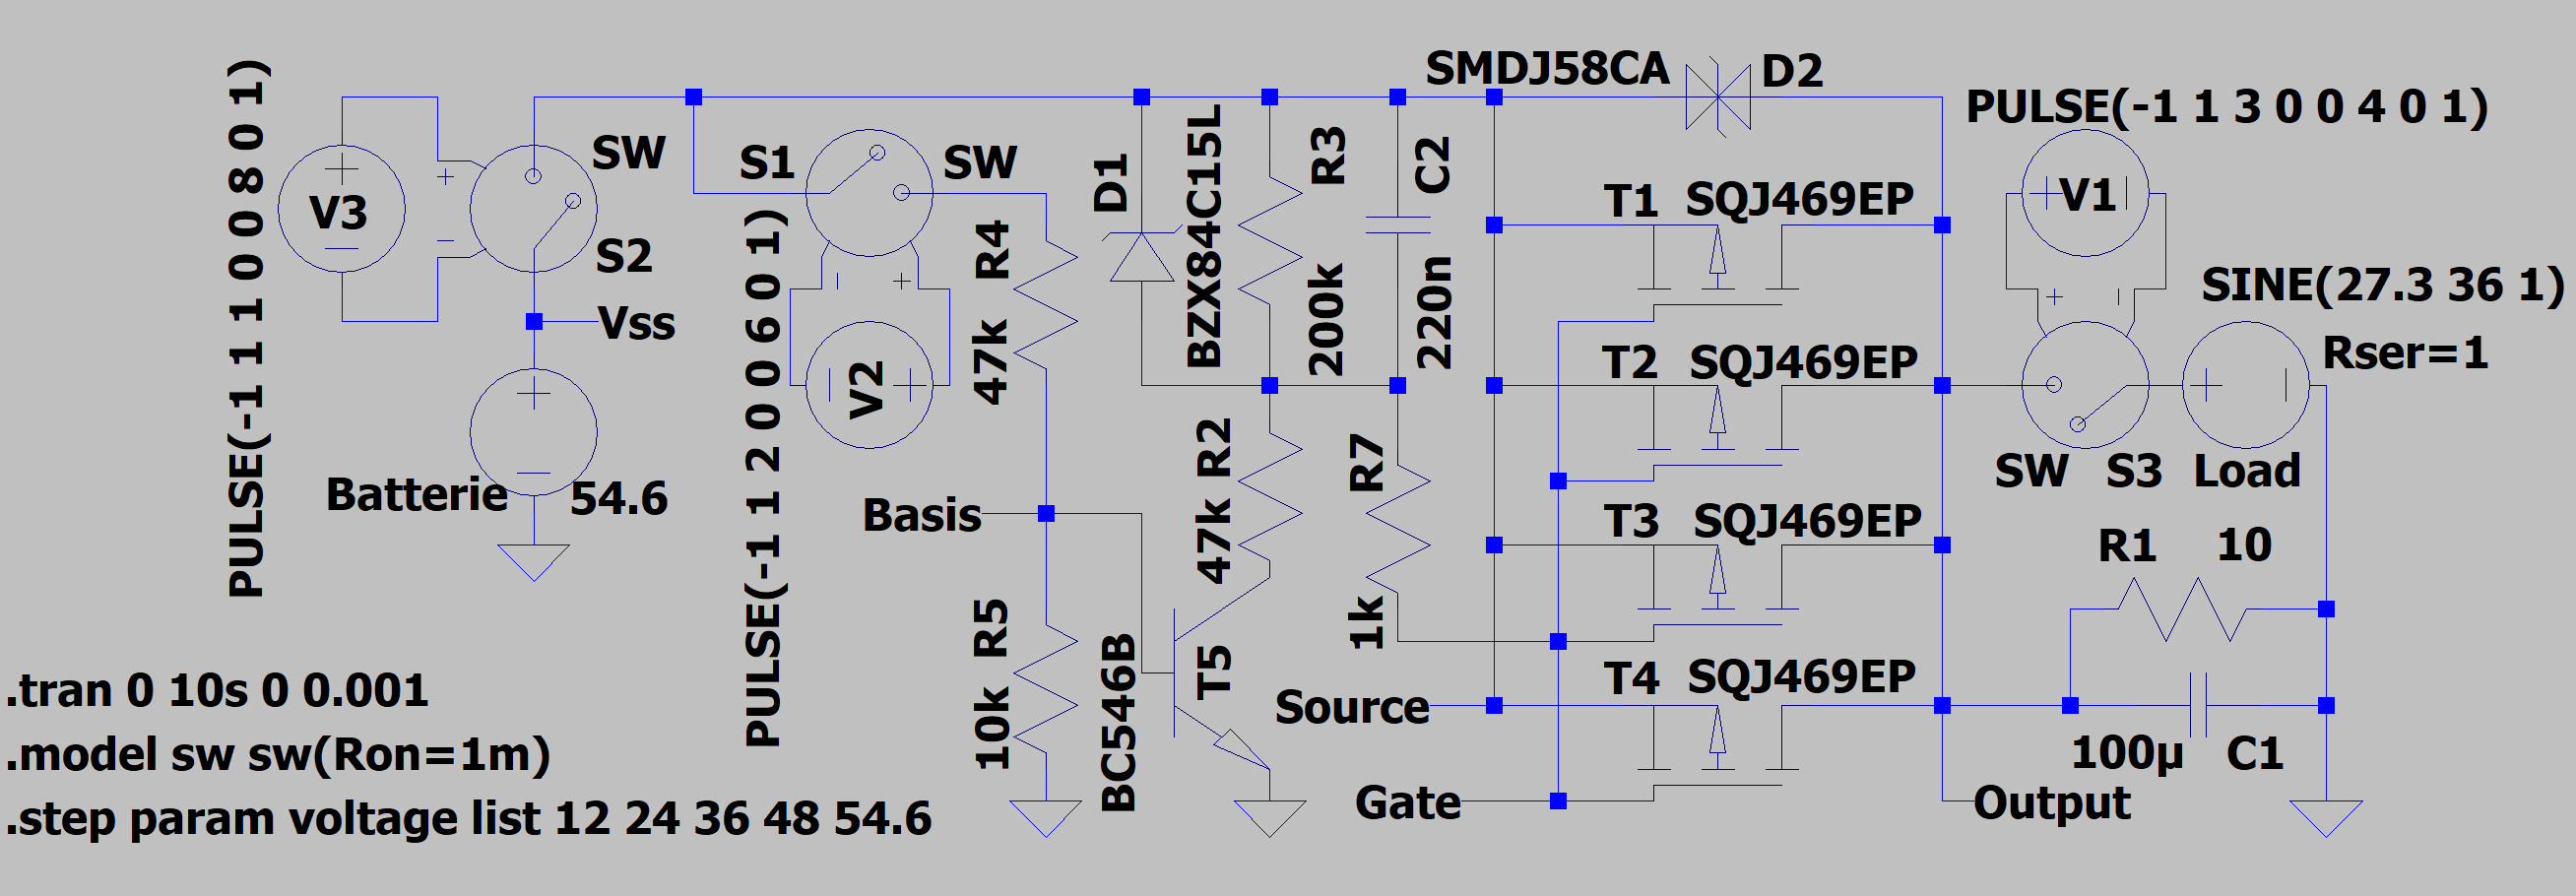 PULSE(-1 1 1 0 0 8 0 1)
V3
SW
S2
Vss
Batterie
54.6
S1
SW
PULSE(-1 1 2 0 0 6 0 1)
V2
R4
47k
Basis
R5
10k
D1
BZX84C15L
R3
200k
C2
220n
R2
47k
R7
1k
BC546B
T5
SMDJ58CA
D2
T1
SQJ469EP
T2
SQJ469EP
T3
SQJ469EP
T4
SQJ469EP
Source
Gate
PULSE(-1 1 3 0 0 4 0 1)
V1
SINE(27.3 36 1)
Rser=1
SW
S3
Load
R1
10
100µ
C1
Output
.tran 0 10s 0 0.001
.model sw sw(Ron=1m)
.step param voltage list 12 24 36 48 54.6